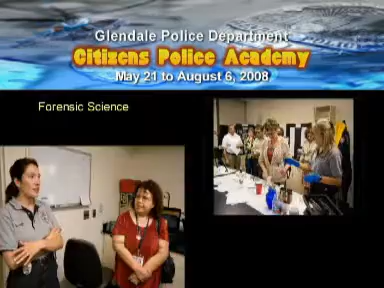 Glendale Police Department
Citizens Police Academy
May 21 to August 6, 2008
Forensic Science